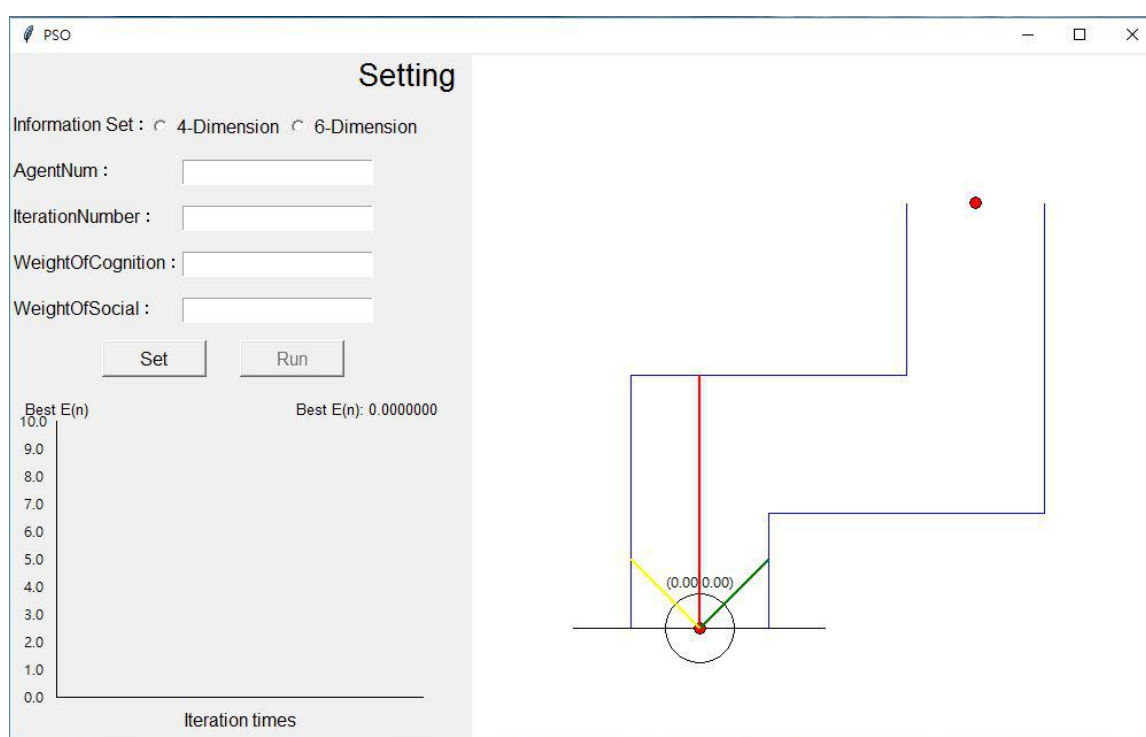 PSO
Setting
Information Set : 4-Dimension 6-Dimension
AgentNum :
IterationNumber :
WeightOfCognition :
WeightOfSocial :
Set Run
Best E(n) Best E(n): 0.0000000
10.0
9.0
8.0
7.0
6.0
5.0
4.0
3.0
2.0
1.0
0.0
Iteration times
(0.00,0.00)